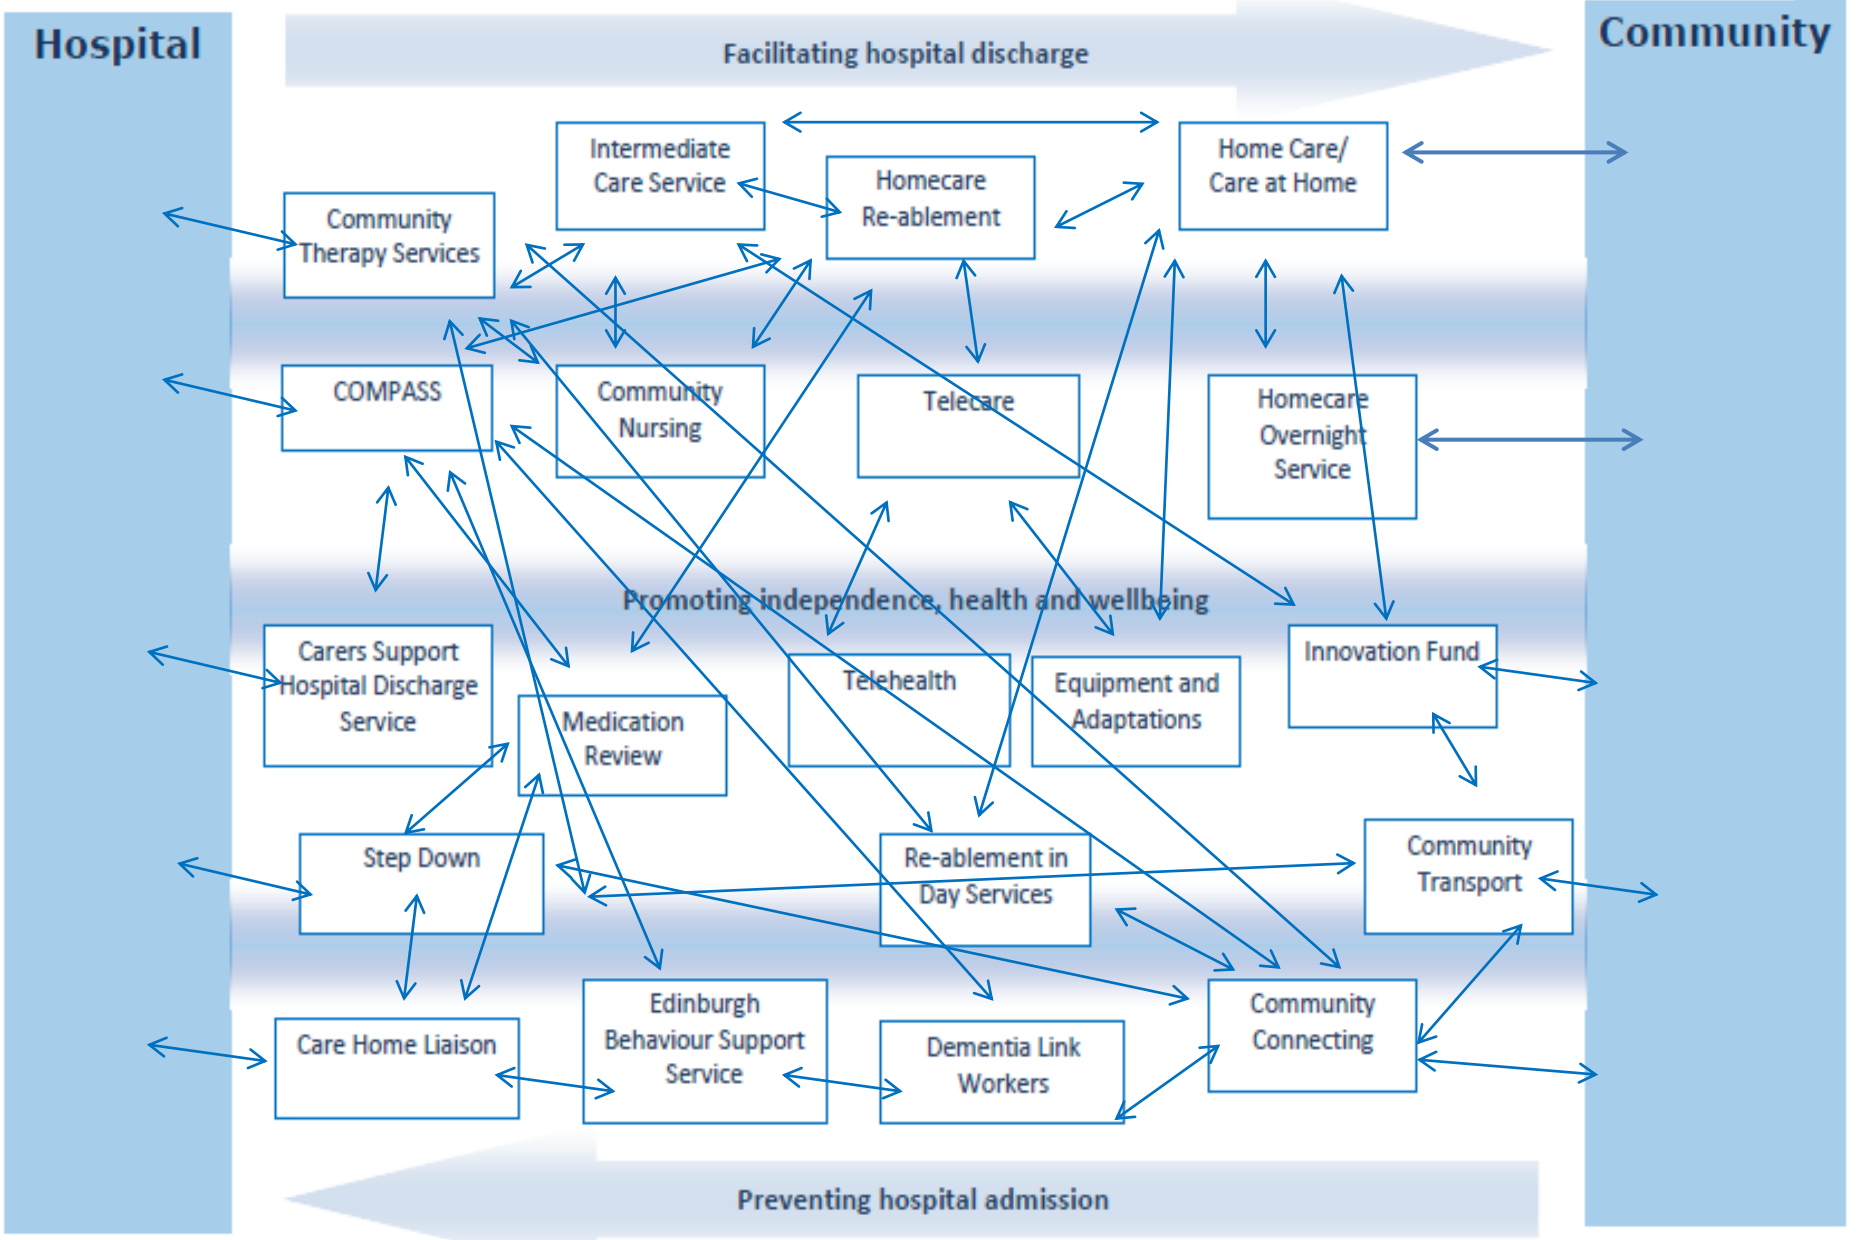 Hospital
Facilitating hospital discharge
Community
Intermediate
Care Service
Homecare
Re-ablement
Home Care/
Care at Home
Community
Therapy Services
COMPASS
Community
Nursing
Telecare
Homecare
Overnight
Service
Promoting independence, health and wellbeing
Carers Support
Hospital Discharge
Service
Medication
Review
Telehealth
Equipment and
Adaptations
Innovation Fund
Step Down
Re-ablement in
Day Services
Community
Transport
Care Home Liaison
Edinburgh
Behaviour Support
Service
Dementia Link
Workers
Community
Connecting
Preventing hospital admission